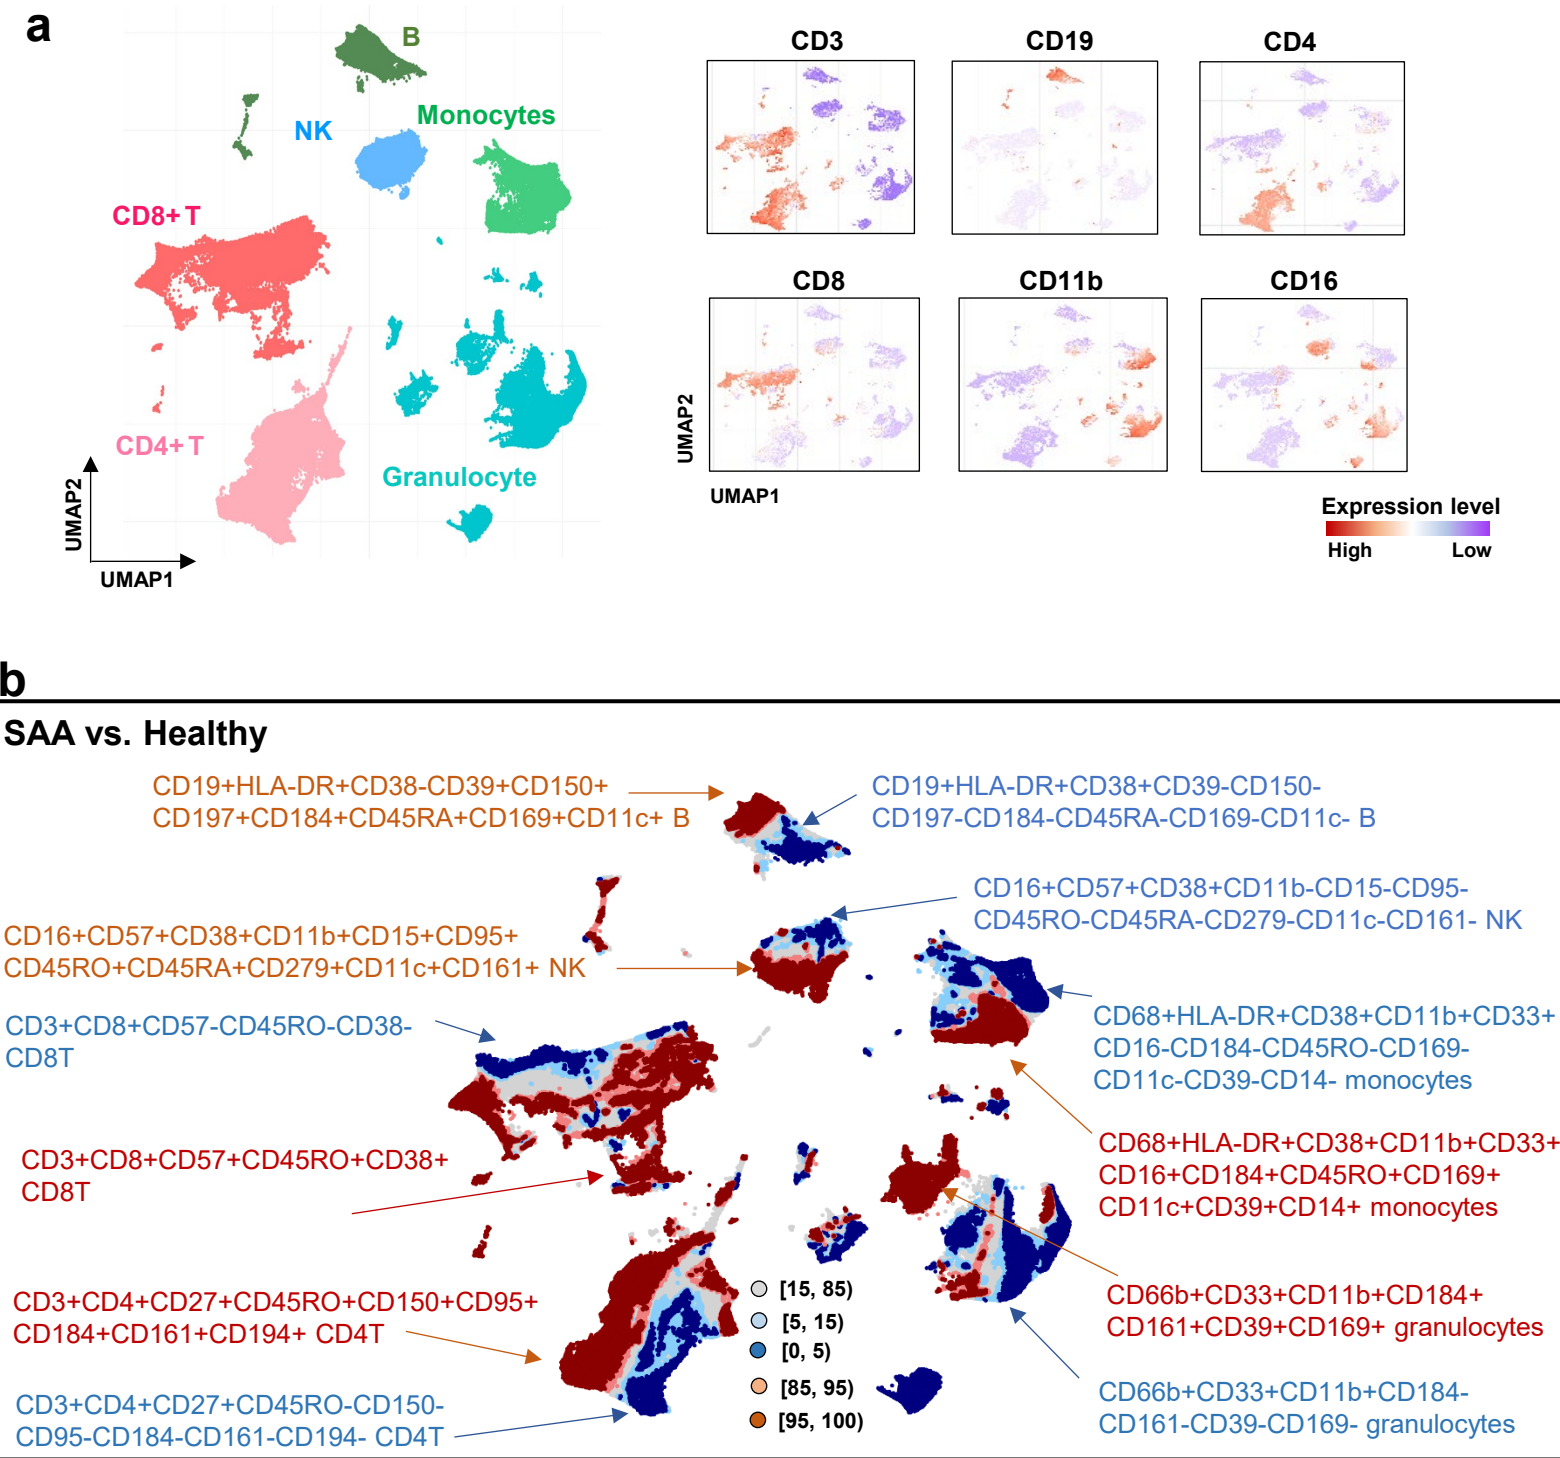 a
B
NK
Monocytes
CD8+ T
CD4+ T
Granulocyte
UMAP2
UMAP1
CD3
CD19
CD4
CD8
CD11b
CD16
UMAP2
UMAP1
Expression level
High
Low
b
SAA vs. Healthy
CD19+HLA-DR+CD38-CD39+CD150+
CD197+CD184+CD45RA+CD169+CD11c+ B
CD19+HLA-DR+CD38+CD39-CD150-
CD197-CD184-CD45RA-CD169-CD11c- B
CD16+CD57+CD38+CD11b-CD15-CD95-
CD45RO-CD45RA-CD279-CD11c-CD161- NK
CD16+CD57+CD38+CD11b+CD15+CD95+
CD45RO+CD45RA+CD279+CD11c+CD161+ NK
CD3+CD8+CD57-CD45RO-CD38-
CD8T
CD68+HLA-DR+CD38+CD11b+CD33+
CD16-CD184-CD45RO-CD169-
CD11c-CD39-CD14- monocytes
CD3+CD8+CD57+CD45RO+CD38+
CD8T
CD68+HLA-DR+CD38+CD11b+CD33+
CD16+CD184+CD45RO+CD169+
CD11c+CD39+CD14+ monocytes
CD3+CD4+CD27+CD45RO+CD150+CD95+
CD184+CD161+CD194+ CD4T
[15, 85)
[5, 15)
[0, 5)
[85, 95)
[95, 100)
CD66b+CD33+CD11b+CD184+
CD161+CD39+CD169+ granulocytes
CD3+CD4+CD27+CD45RO-CD150-
CD95-CD184-CD161-CD194- CD4T
CD66b+CD33+CD11b+CD184-
CD161-CD39-CD169- granulocytes